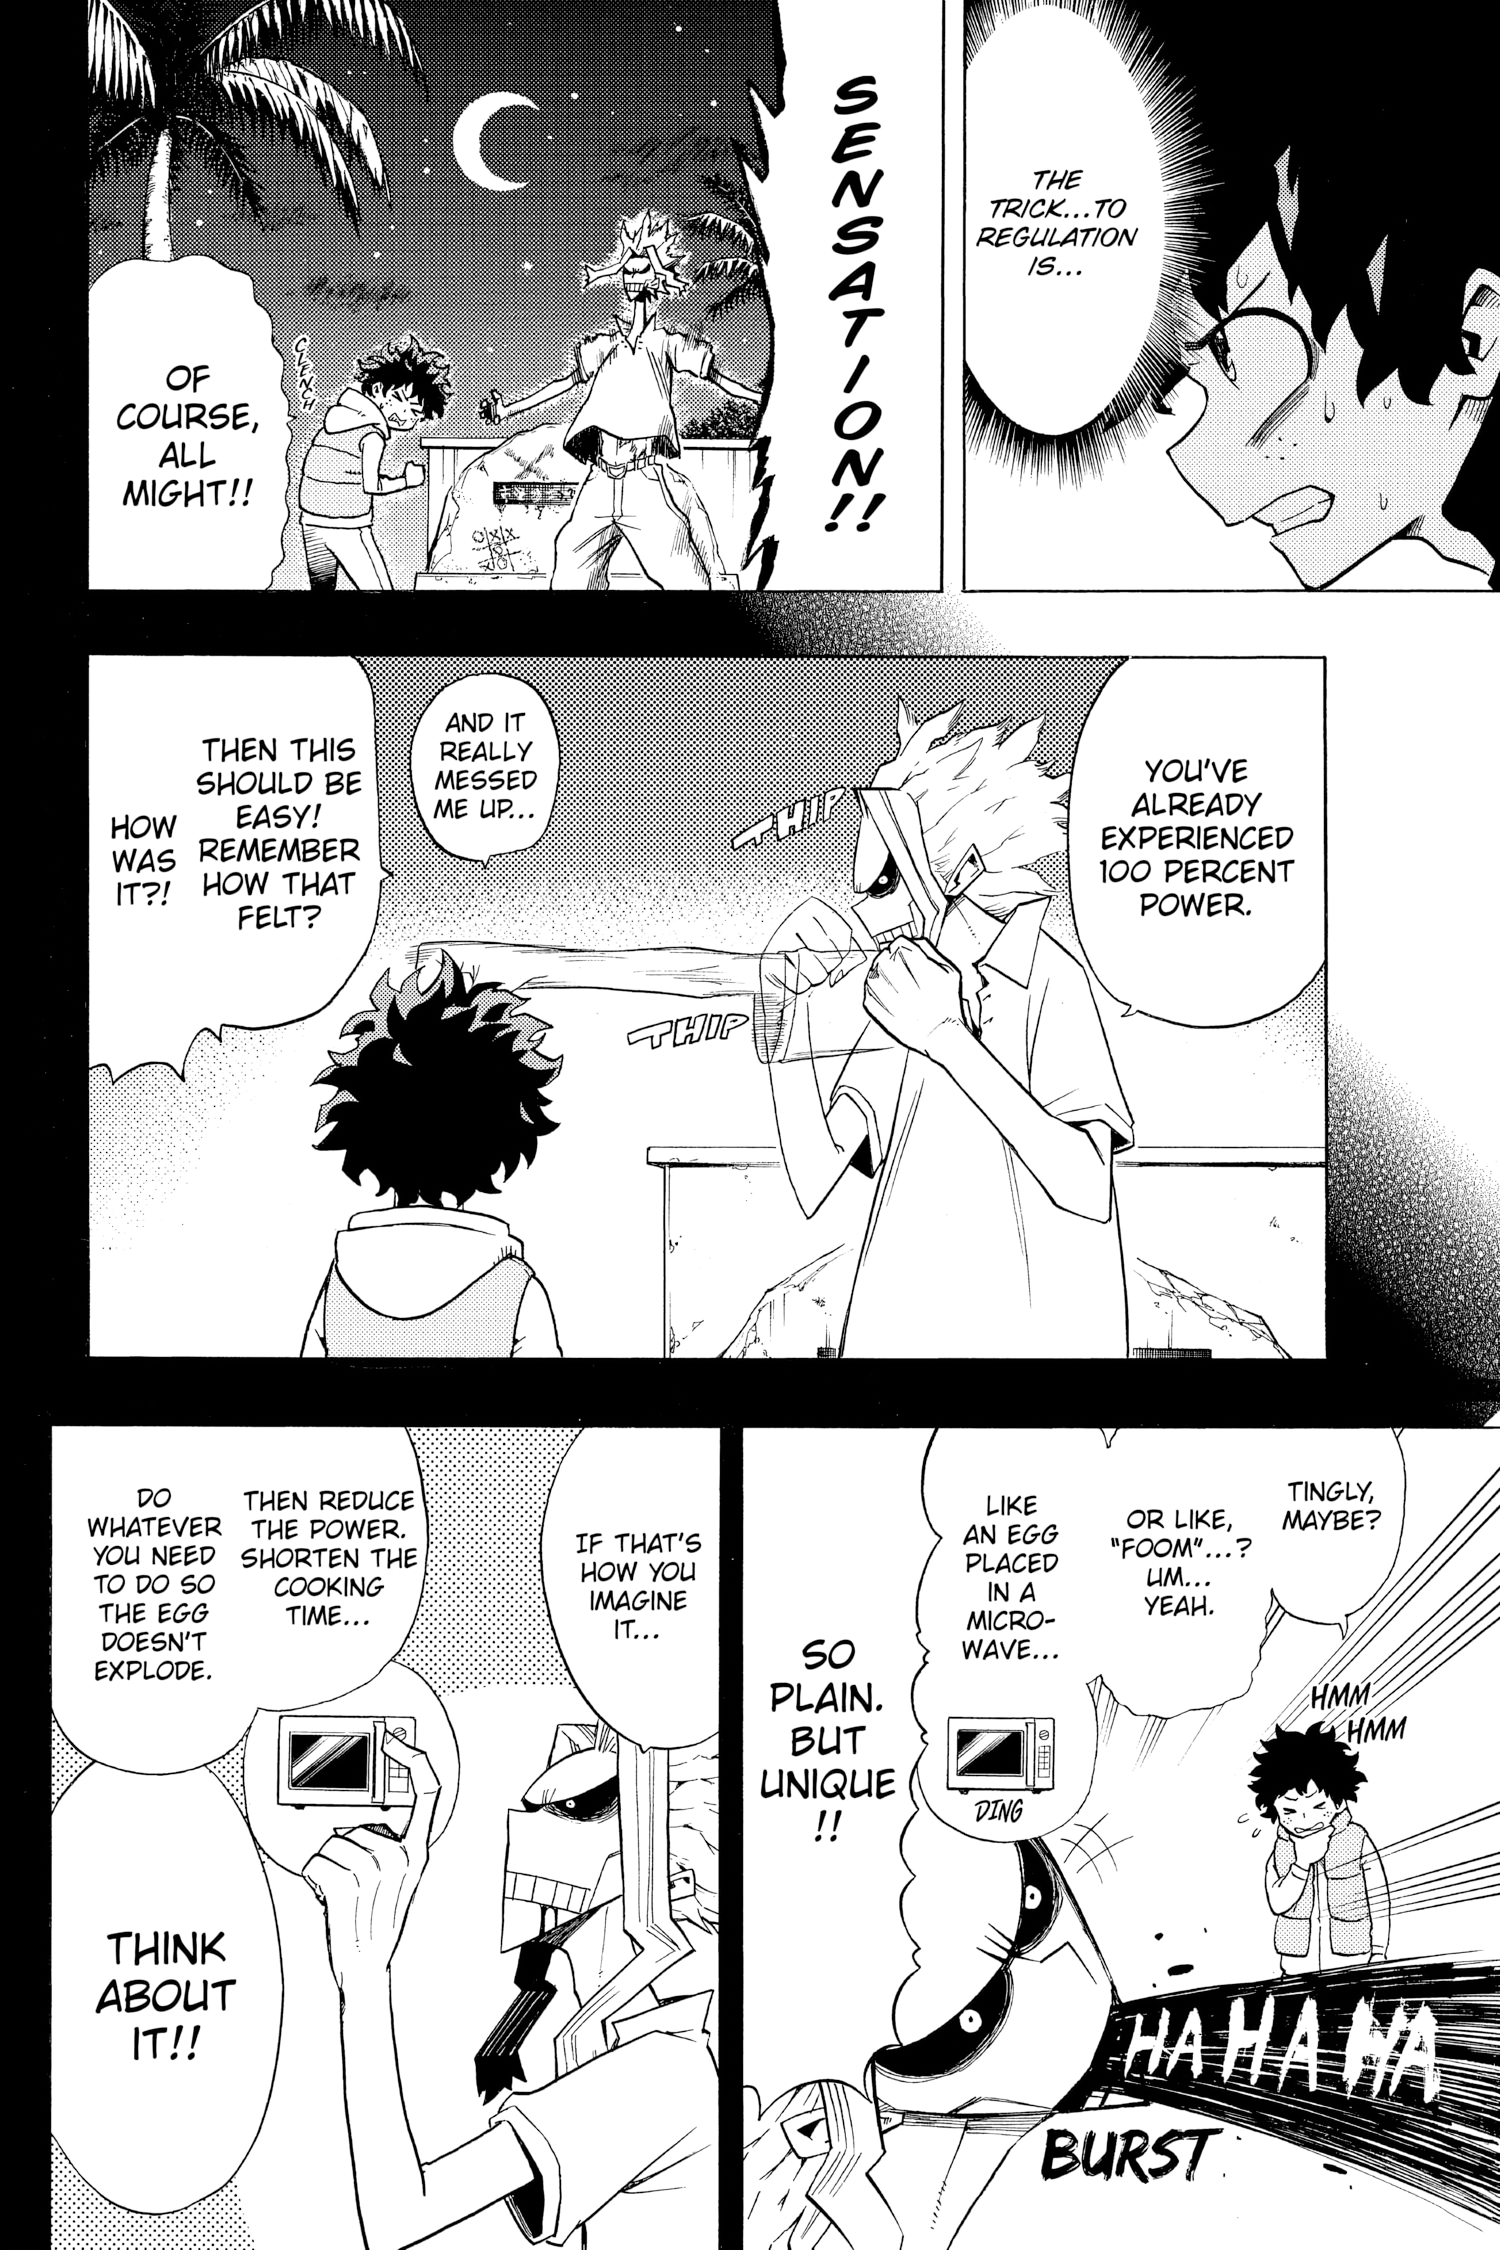 THE
TRICK...TO
REGULATION
IS...
SENSATION!!
OF
COURSE,
ALL
MIGHT!!
CLENCH
YOU'VE
ALREADY
EXPERIENCED
100 PERCENT
POWER.
THIP
THIP
AND IT
REALLY
MESSED
ME UP...
THEN THIS
SHOULD BE
EASY!
REMEMBER
HOW THAT
FELT?
HOW
WAS
IT?!
TINGLY,
MAYBE?
OR LIKE,
"FOOM"...?
UM...
YEAH.
LIKE
AN EGG
PLACED
IN A
MICRO-
WAVE...
DING
HMM
HMM
HA HA HA HA
BURST
SO
PLAIN.
BUT
UNIQUE
!!
IF THAT'S
HOW YOU
IMAGINE
IT...
THEN REDUCE
THE POWER.
SHORTEN THE
COOKING
TIME...
DO
WHATEVER
YOU NEED
TO DO SO
THE EGG
DOESN'T
EXPLODE.
THINK
ABOUT
IT!!